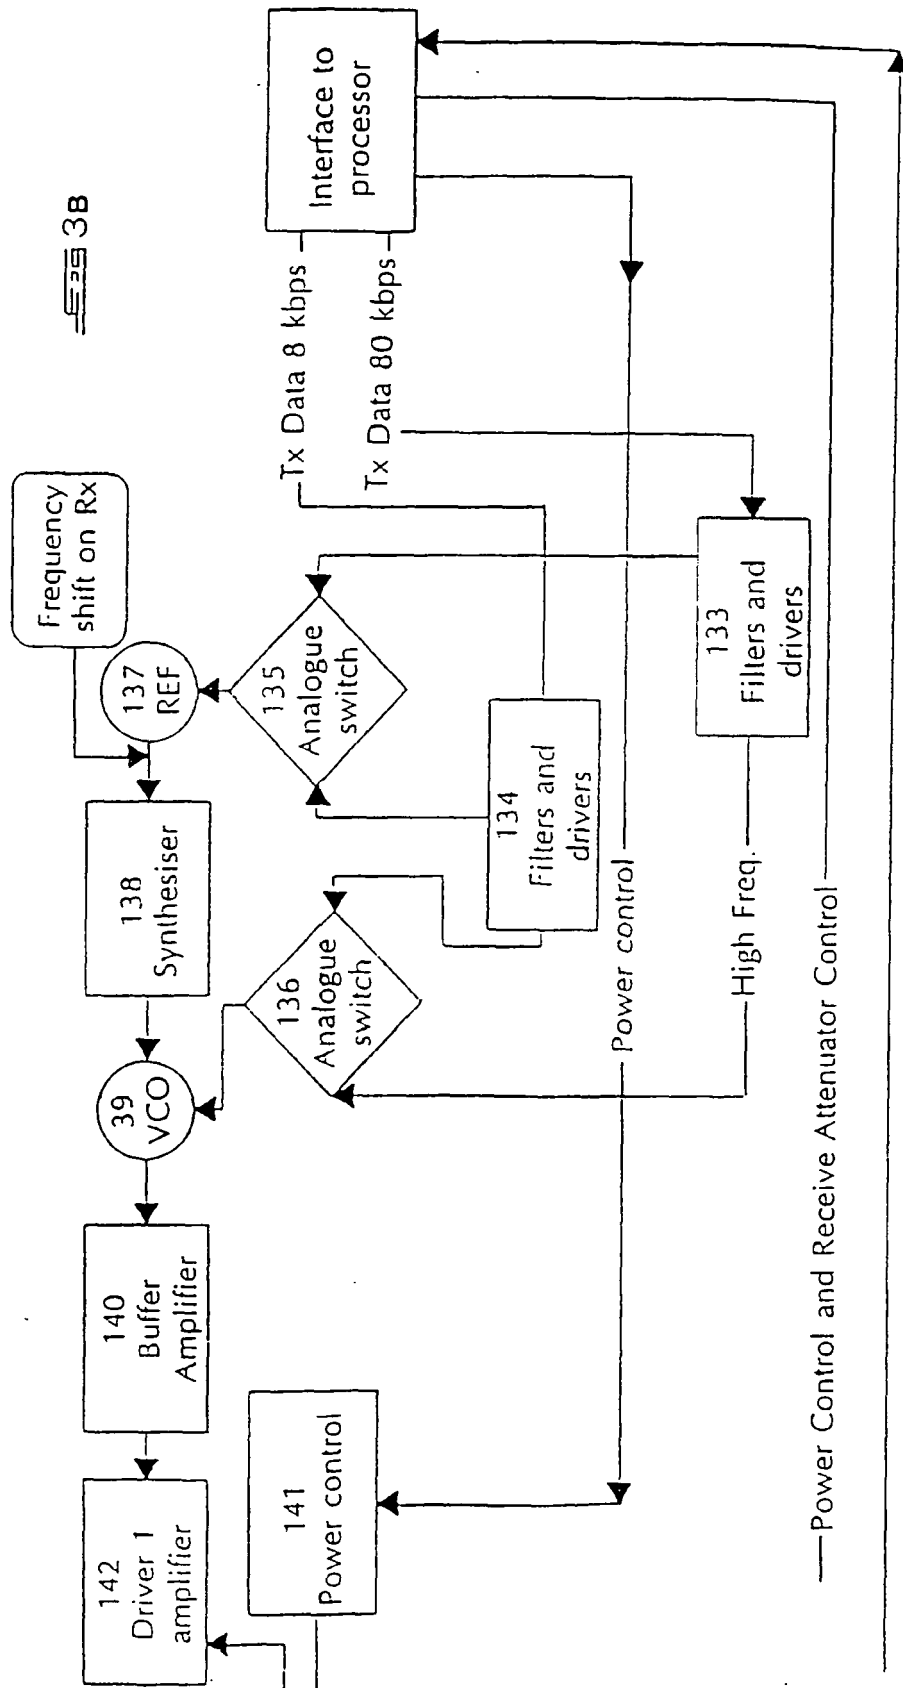 Fig 3B
142
Driver 1
amplifier
140
Buffer
Amplifier
39
VCO
138
Synthesiser
137
REF
Frequency
shift on Rx
141
Power control
136
Analogue
switch
135
Analogue
switch
Tx Data 8 kbps
Tx Data 80 kbps
Interface to
processor
134
Filters and
drivers
Power control
High Freq.
133
Filters and
drivers
Power Control and Receive Attenuator Control